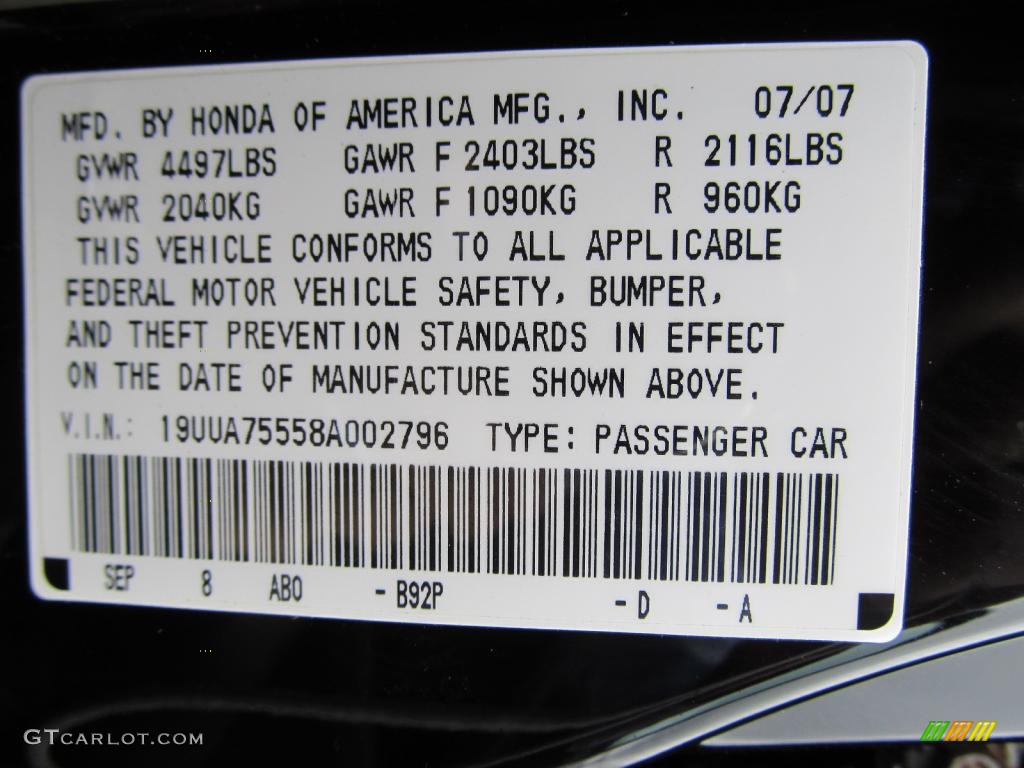 MFD. BY HONDA OF AMERICA MFG., INC. 07/07
GVWR 4497LBS GAWR F 2403LBS R 2116LBS
GVWR 2040KG GAWR F 1090KG R 960KG
THIS VEHICLE CONFORMS TO ALL APPLICABLE
FEDERAL MOTOR VEHICLE SAFETY, BUMPER,
AND THEFT PREVENTION STANDARDS IN EFFECT
ON THE DATE OF MANUFACTURE SHOWN ABOVE.
V.I.N.: 19UUA75558A002796 TYPE: PASSENGER CAR
SEP 8 AB0 - B92P - D - A
GTCARLOT.COM